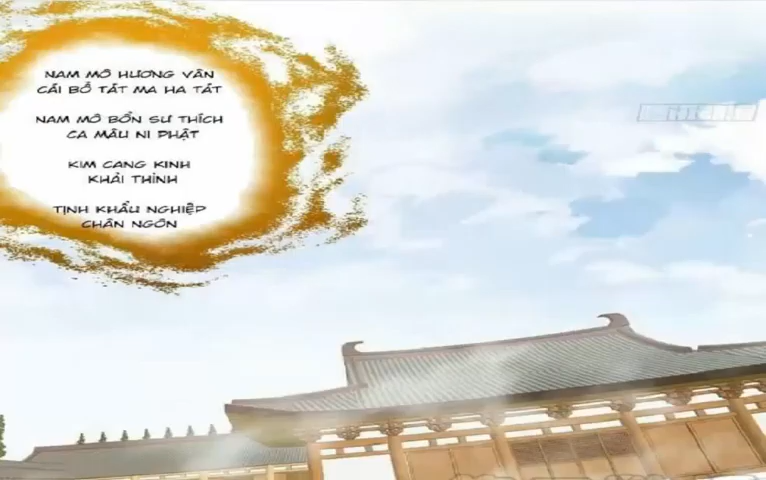 NAM MÔ HƯƠNG VÂN
CÁI BỒ TÁT MA HA TÁT
NAM MÔ BỔN SƯ THÍCH
CA MÂU NI PHẬT
KIM CANG KINH
KHẢI THỈNH
TỊNH KHẨU NGHIỆP
CHÂN NGÔN